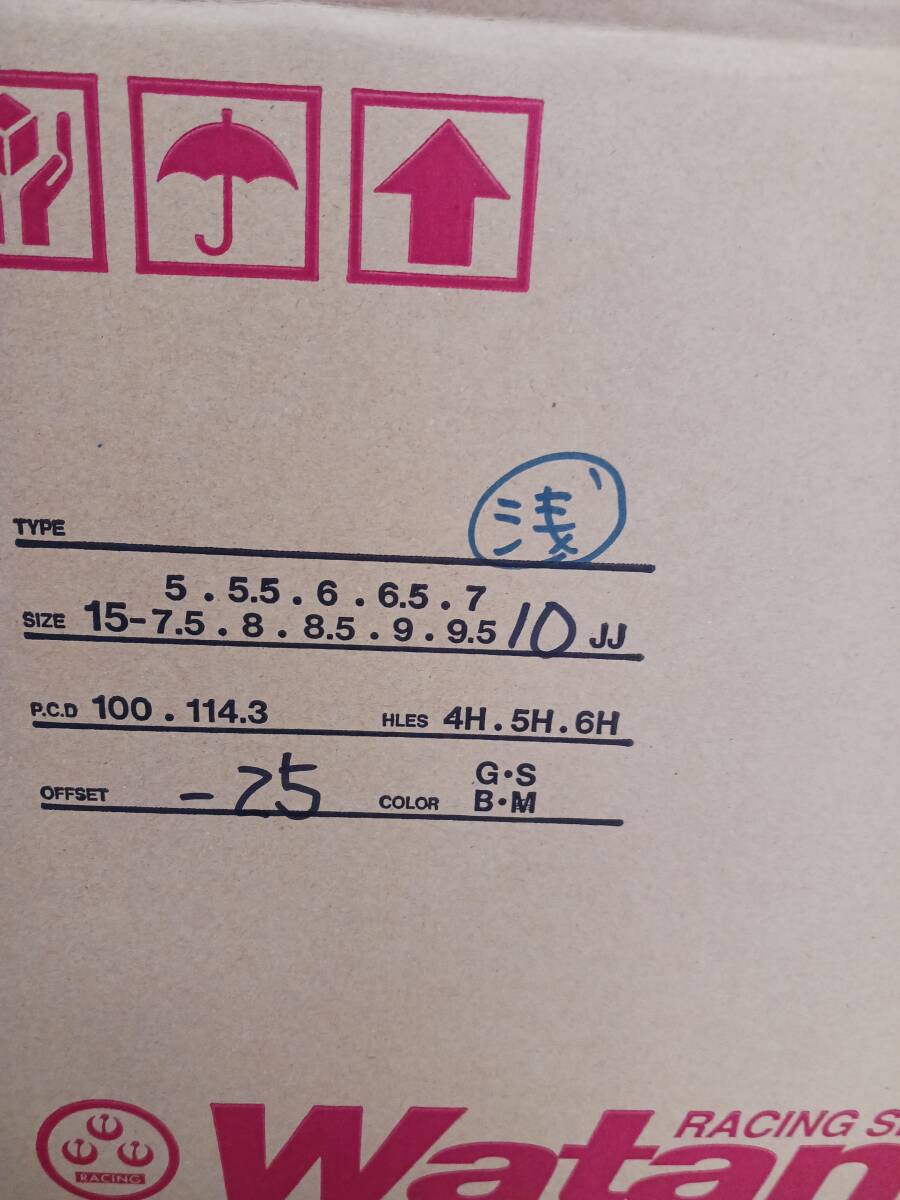 浅
TYPE
5 . 5.5 . 6 . 6.5 . 7
SIZE 15-7.5 . 8 . 8.5 . 9 . 9.5 10 JJ
P.C.D 100 . 114.3 HLES 4H . 5H . 6H
G・S
OFFSET -25 COLOR B・M
RACING S
RACING
Watan